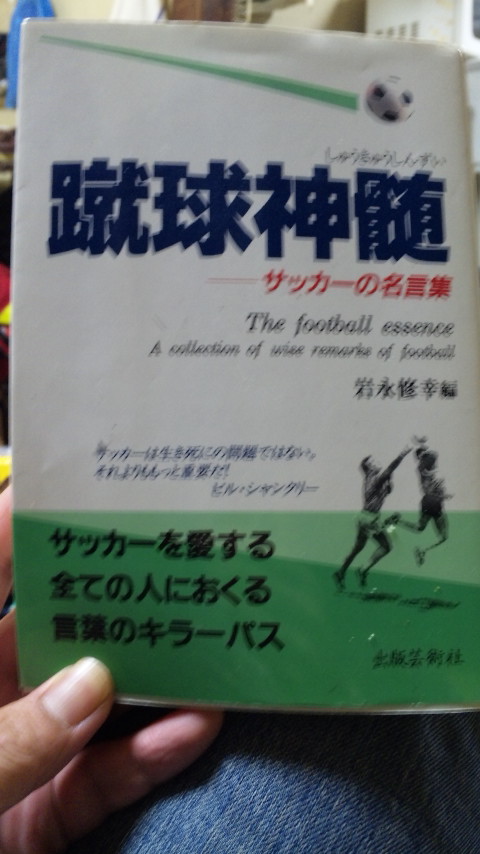 しゅうきゅうしんずい
蹴球神髄
サッカーの名言集
The football essence
A collection of wise remarks of football
岩永修幸編
サッカーは生き死にの問題ではない。
それよりももっと重要だ!
ビル・シャンクリー
サッカーを愛する
全ての人におくる
言葉のキラーパス
出版芸術社